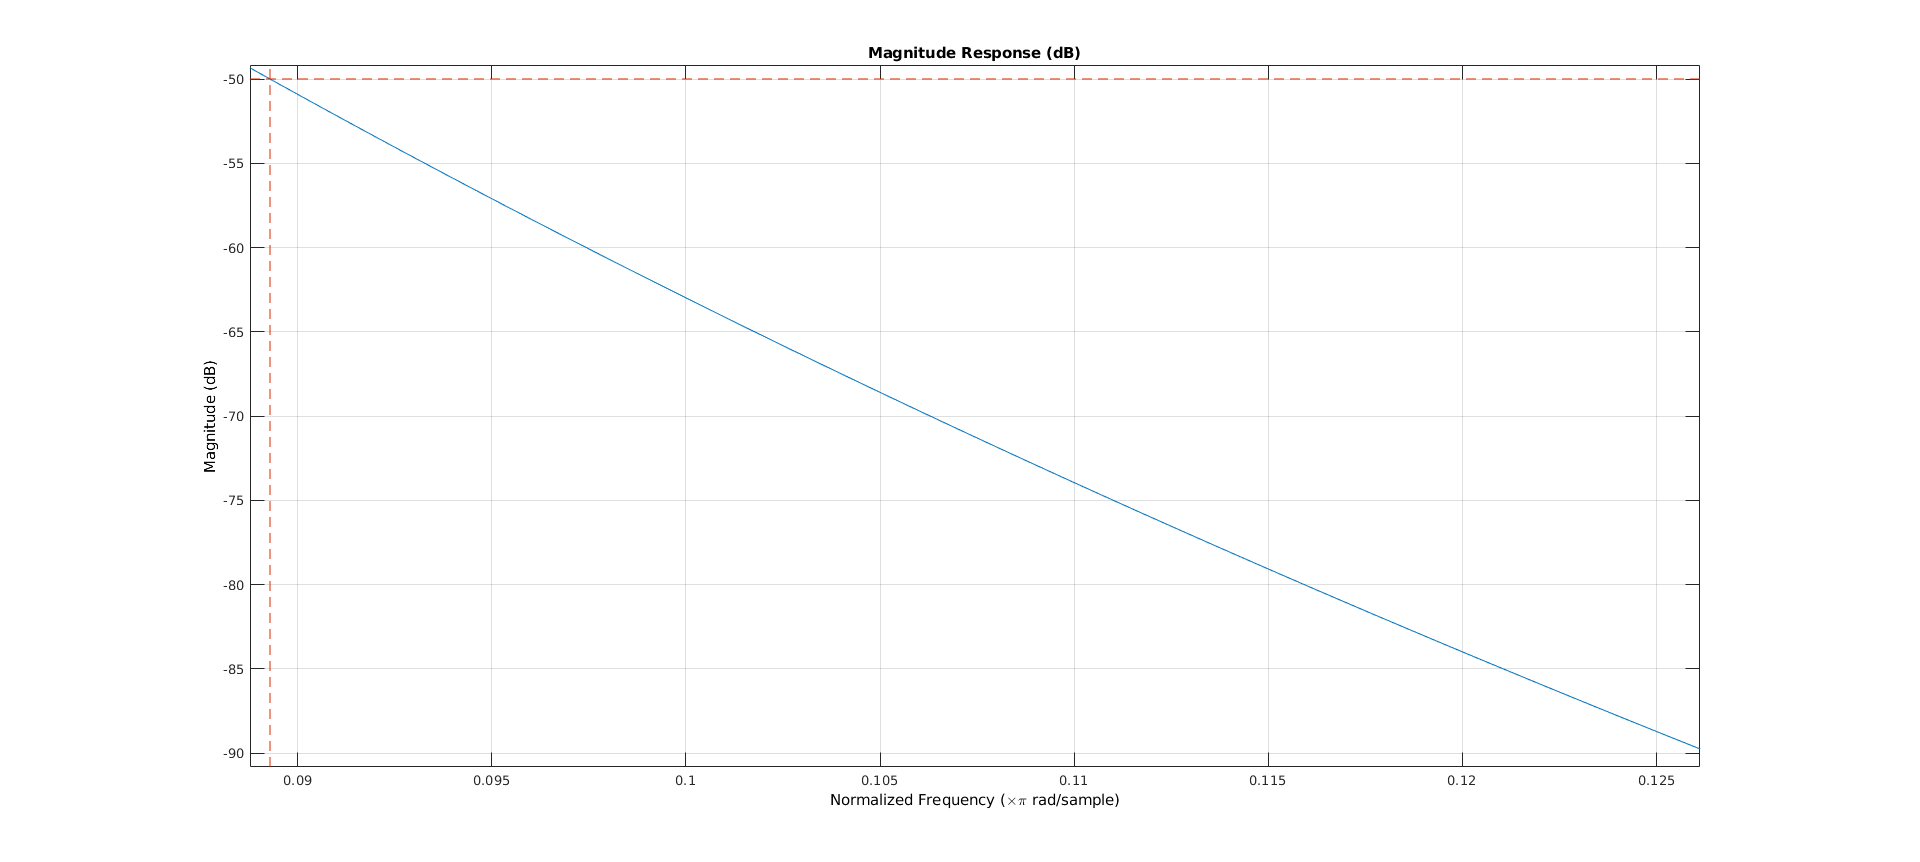 Magnitude Response (dB)
-50
-55
-60
-65
-70
-75
-80
-85
-90
Magnitude (dB)
0.09 0.095 0.1 0.105 0.11 0.115 0.12 0.125
Normalized Frequency (×π rad/sample)